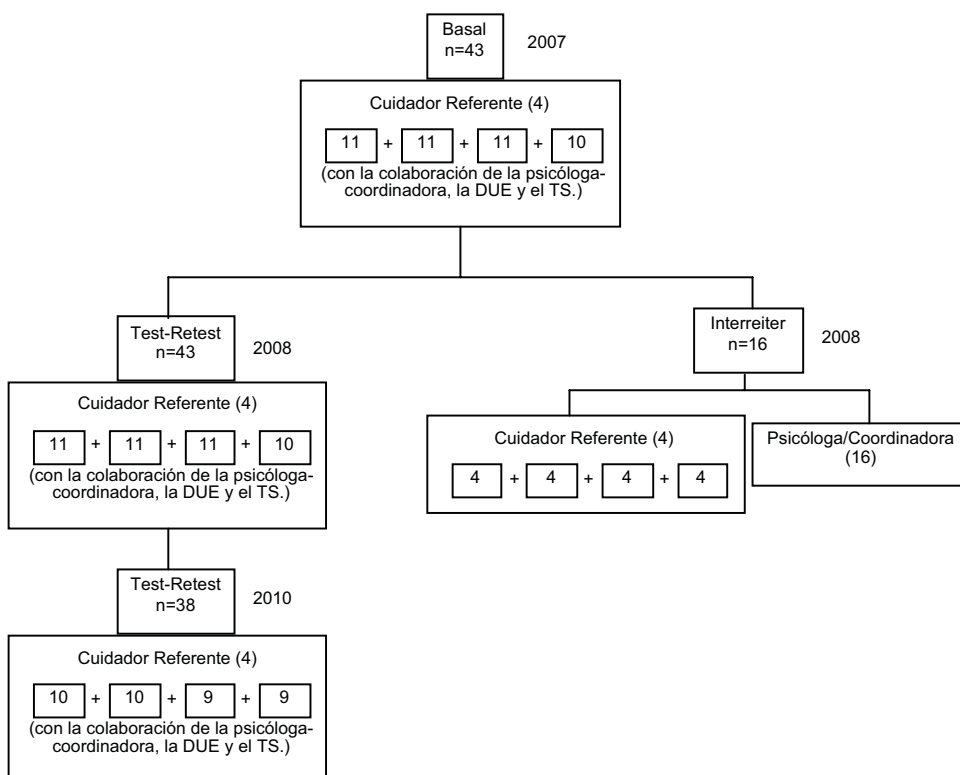 Basal
n=43
2007
Cuidador Referente (4)
11 + 11 + 11 + 10
(con la colaboración de la psicóloga-
coordinadora, la DUE y el TS.)
Test-Retest
n=43
2008
Cuidador Referente (4)
11 + 11 + 11 + 10
(con la colaboración de la psicóloga-
coordinadora, la DUE y el TS.)
Test-Retest
n=38
2010
Cuidador Referente (4)
10 + 10 + 9 + 9
(con la colaboración de la psicóloga-
coordinadora, la DUE y el TS.)
Interreiter
n=16
2008
Cuidador Referente (4)
4 + 4 + 4 + 4
Psicóloga/Coordinadora
(16)